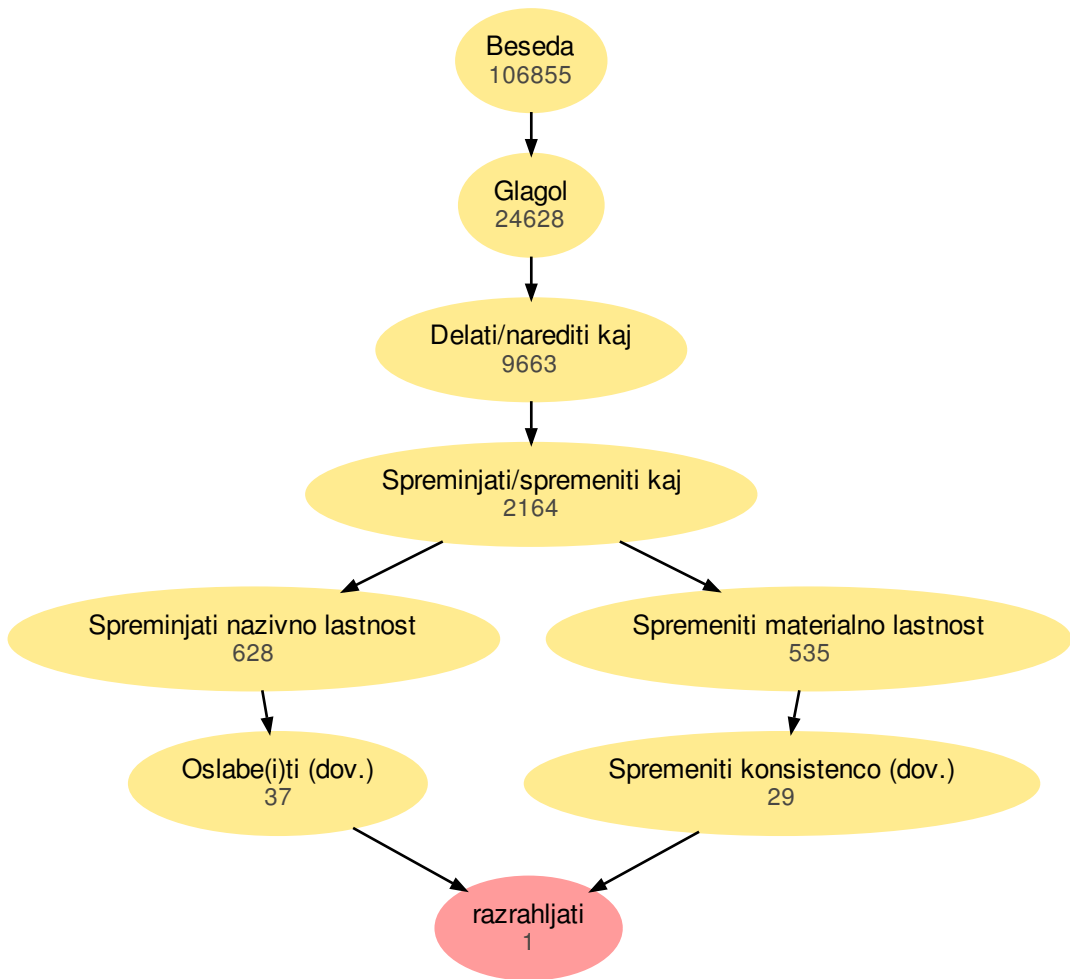 Beseda
106855
Glagol
24628
Delati/narediti kaj
9663
Spreminjati/spremeniti kaj
2164
Spreminjati nazivno lastnost
628
Spremeniti materialno lastnost
535
Oslabe(i)ti (dov.)
37
Spremeniti konsistenco (dov.)
29
razrahljati
1